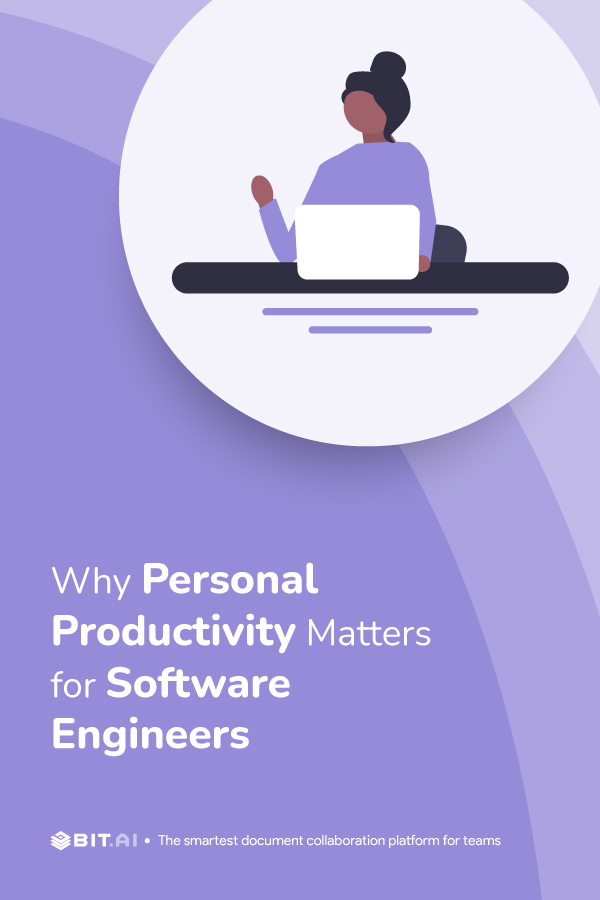 Why Personal
Productivity Matters
for Software
Engineers
BIT.AI • The smartest document collaboration platform for teams